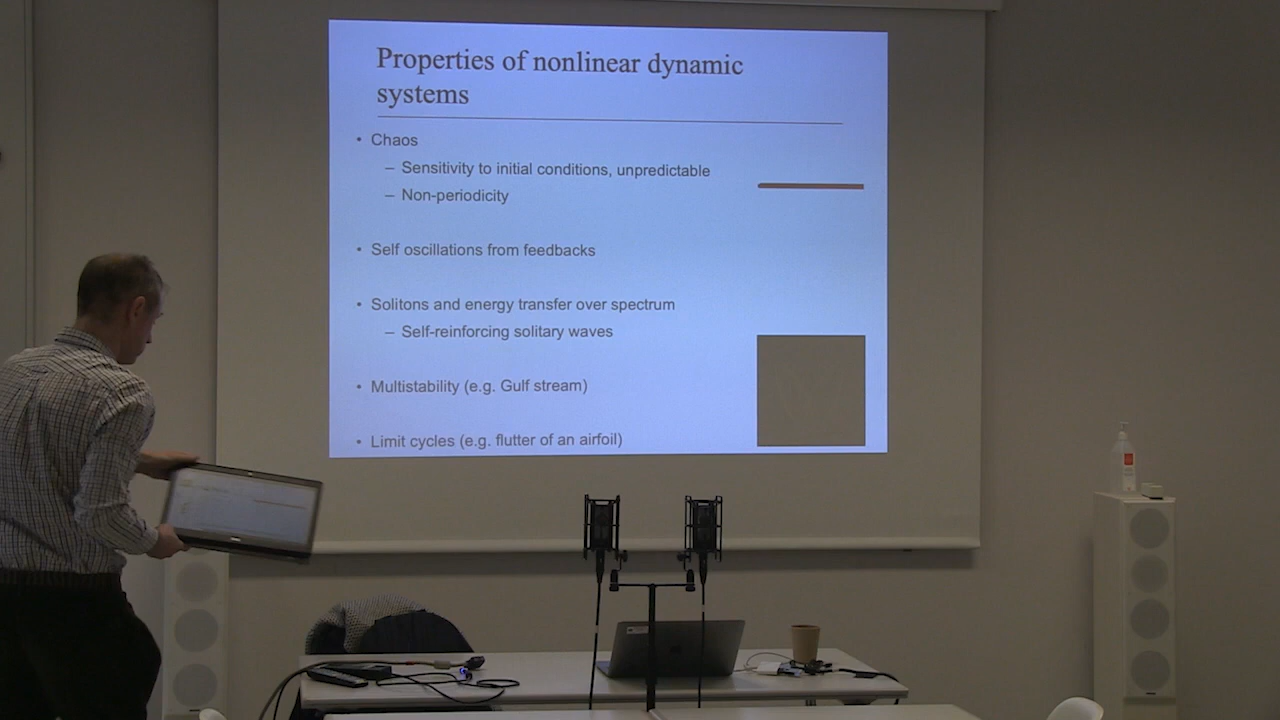 Properties of nonlinear dynamic
systems
• Chaos
– Sensitivity to initial conditions, unpredictable
– Non-periodicity
• Self oscillations from feedbacks
• Solitons and energy transfer over spectrum
– Self-reinforcing solitary waves
• Multistability (e.g. Gulf stream)
• Limit cycles (e.g. flutter of an airfoil)